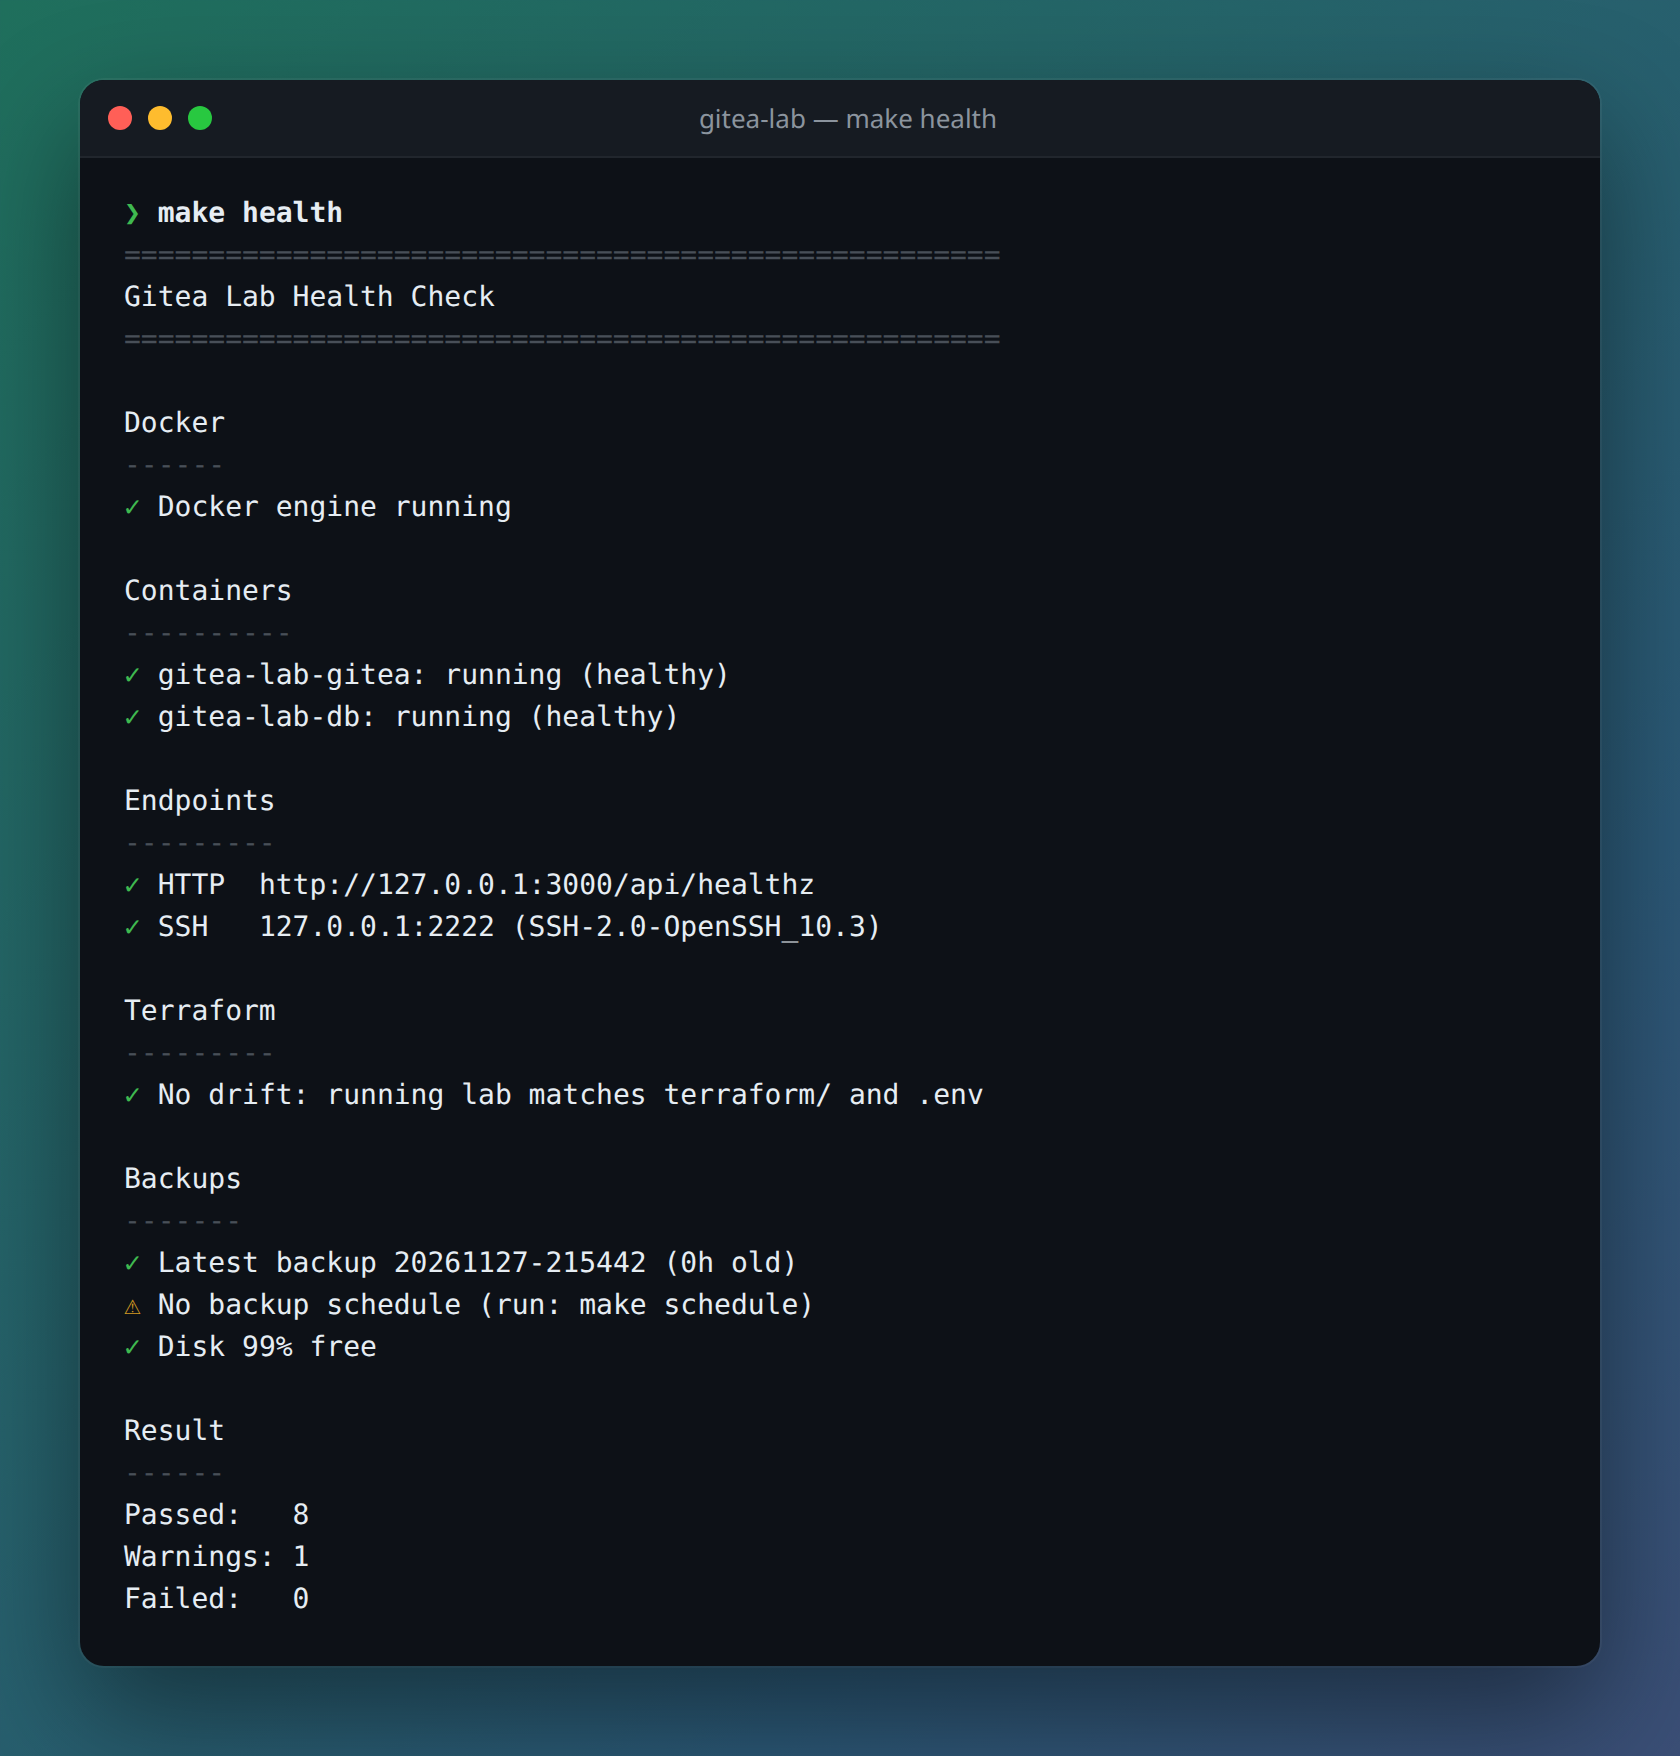 gitea-lab — make health
❯ make health
====================================================
Gitea Lab Health Check
====================================================
Docker
------
✓ Docker engine running
Containers
----------
✓ gitea-lab-gitea: running (healthy)
✓ gitea-lab-db: running (healthy)
Endpoints
---------
✓ HTTP  http://127.0.0.1:3000/api/healthz
✓ SSH   127.0.0.1:2222 (SSH-2.0-OpenSSH_10.3)
Terraform
---------
✓ No drift: running lab matches terraform/ and .env
Backups
-------
✓ Latest backup 20261127-215442 (0h old)
⚠ No backup schedule (run: make schedule)
✓ Disk 99% free
Result
------
Passed:   8
Warnings: 1
Failed:   0